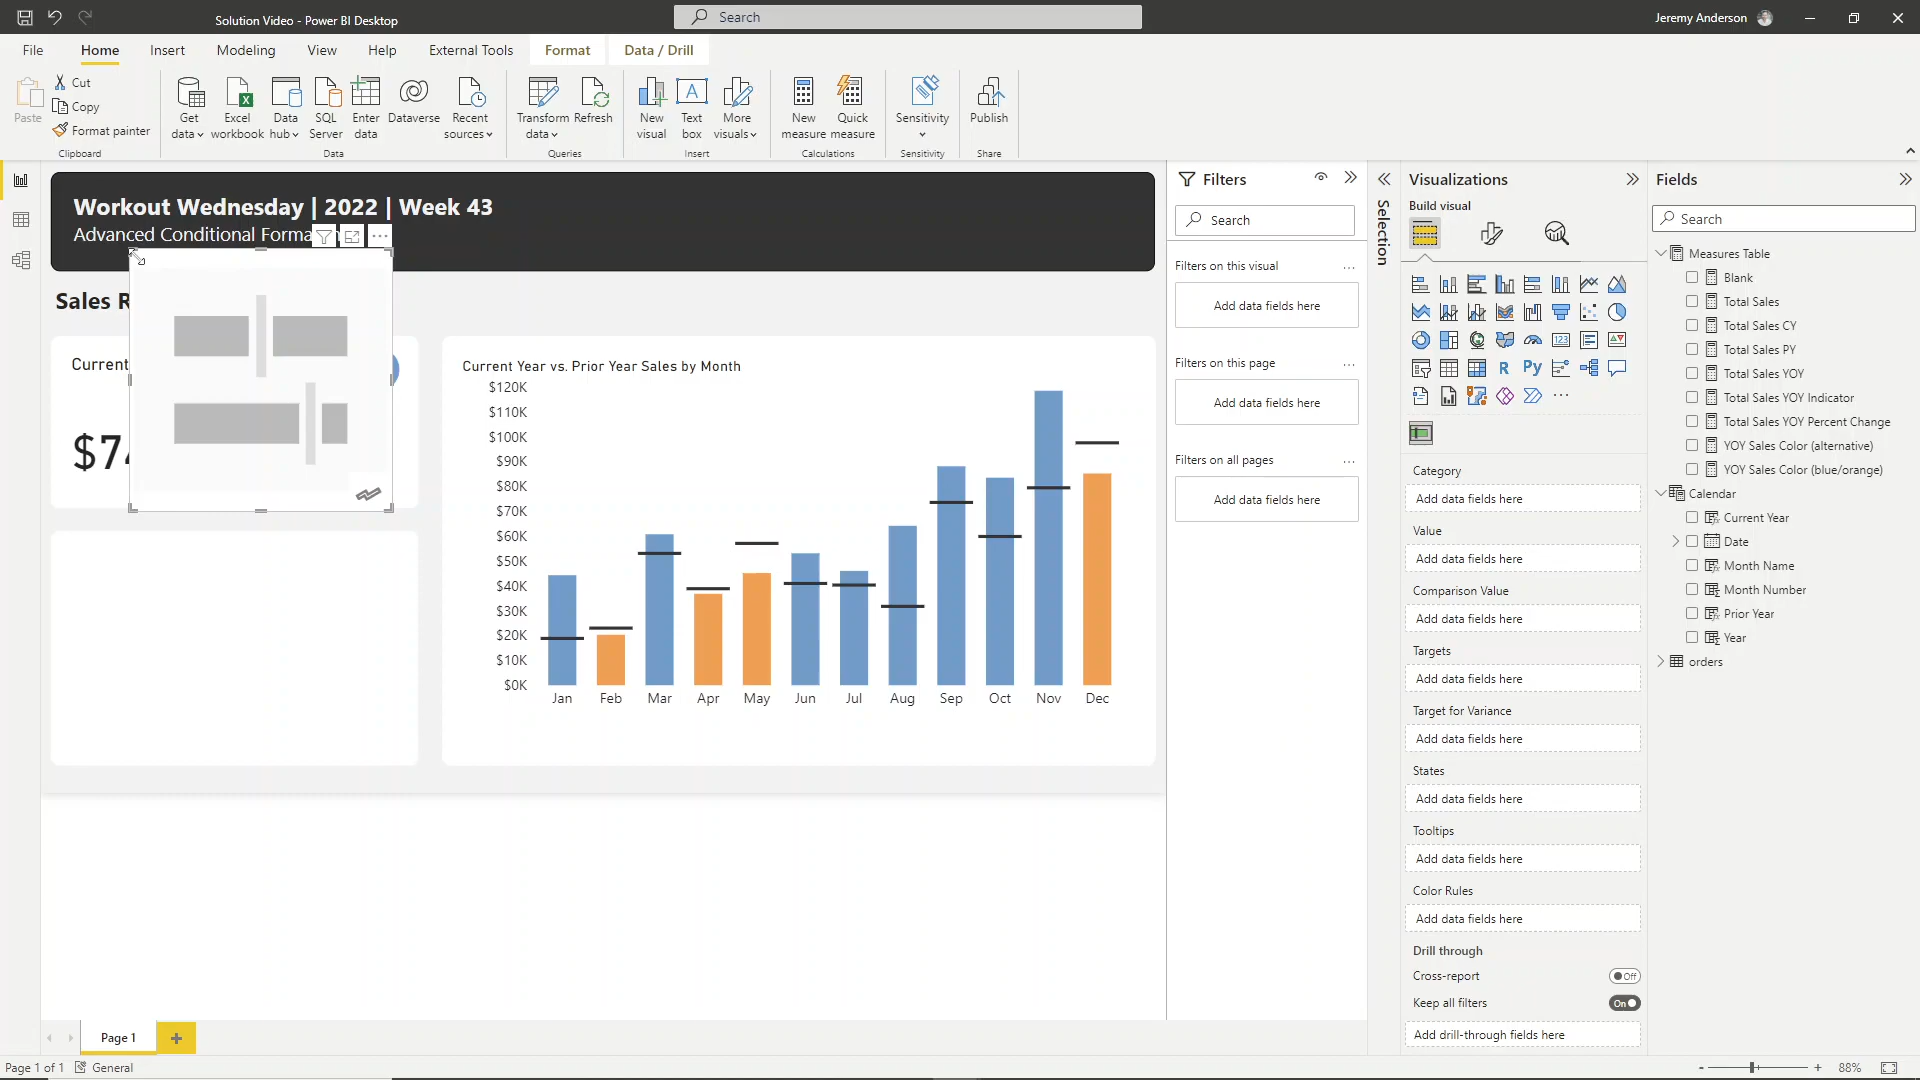 Solution Video - Power BI Desktop
Search
Jeremy Anderson
File
Home
Insert
Modeling
View
Help
External Tools
Format
Data / Drill
Paste
Cut
Copy
Format painter
Clipboard
Get data
Excel workbook
Data hub
SQL Server
Enter data
Dataverse
Recent sources
Data
Transform data
Refresh
Queries
New visual
Text box
More visuals
Insert
New measure
Quick measure
Calculations
Sensitivity
Sensitivity
Publish
Share
Workout Wednesday | 2022 | Week 43
Advanced Conditional Forma
Sales R
Current
$74
Current Year vs. Prior Year Sales by Month
$120K
$110K
$100K
$90K
$80K
$70K
$60K
$50K
$40K
$30K
$20K
$10K
$0K
Jan Feb Mar Apr May Jun Jul Aug Sep Oct Nov Dec
Filters
Search
Filters on this visual
Add data fields here
Filters on this page
Add data fields here
Filters on all pages
Add data fields here
Selection
Visualizations
Build visual
123
R
Py
Category
Add data fields here
Value
Add data fields here
Comparison Value
Add data fields here
Targets
Add data fields here
Target for Variance
Add data fields here
States
Add data fields here
Tooltips
Add data fields here
Color Rules
Add data fields here
Drill through
Cross-report
Off
Keep all filters
On
Add drill-through fields here
Fields
Search
Measures Table
Blank
Total Sales
Total Sales CY
Total Sales PY
Total Sales YOY
Total Sales YOY Indicator
Total Sales YOY Percent Change
YOY Sales Color (alternative)
YOY Sales Color (blue/orange)
Calendar
Current Year
Date
Month Name
Month Number
Prior Year
Year
orders
Page 1
Page 1 of 1
General
88%